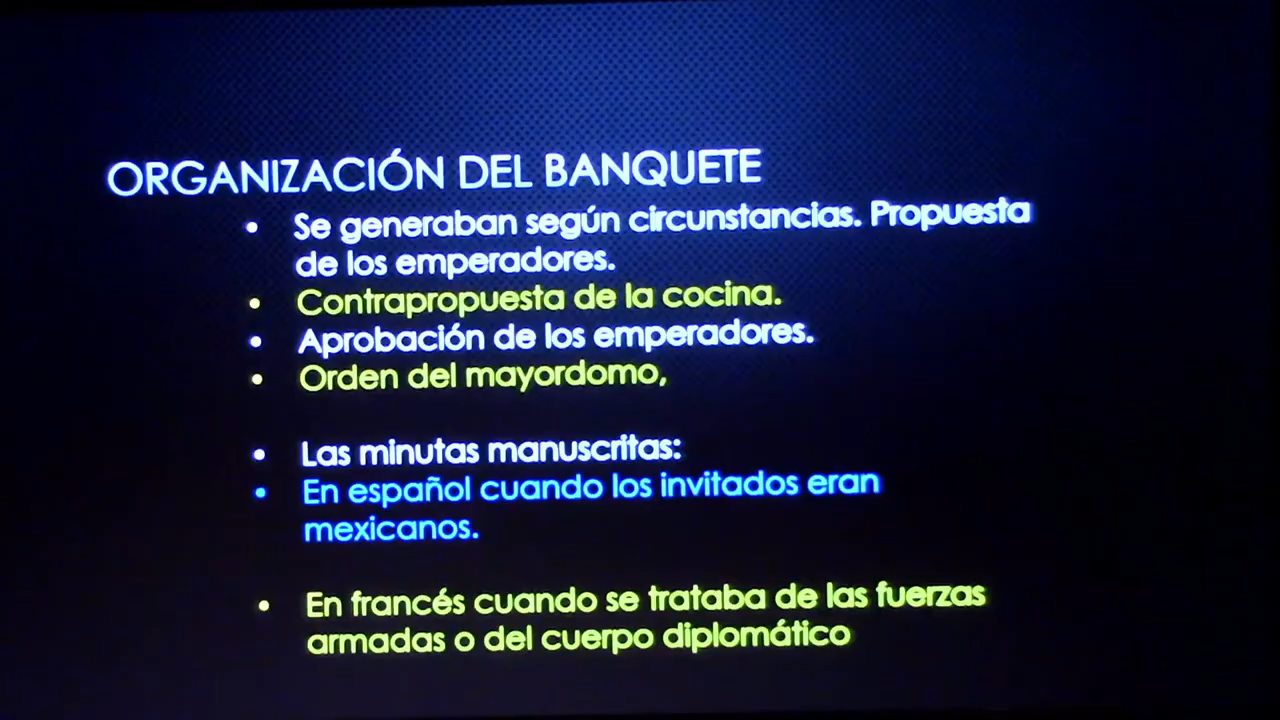 ORGANIZACIÓN DEL BANQUETE
• Se generaban según circunstancias. Propuesta
de los emperadores.
• Contrapropuesta de la cocina.
• Aprobación de los emperadores.
• Orden del mayordomo,
• Las minutas manuscritas:
• En español cuando los invitados eran
mexicanos.
• En francés cuando se trataba de las fuerzas
armadas o del cuerpo diplomático